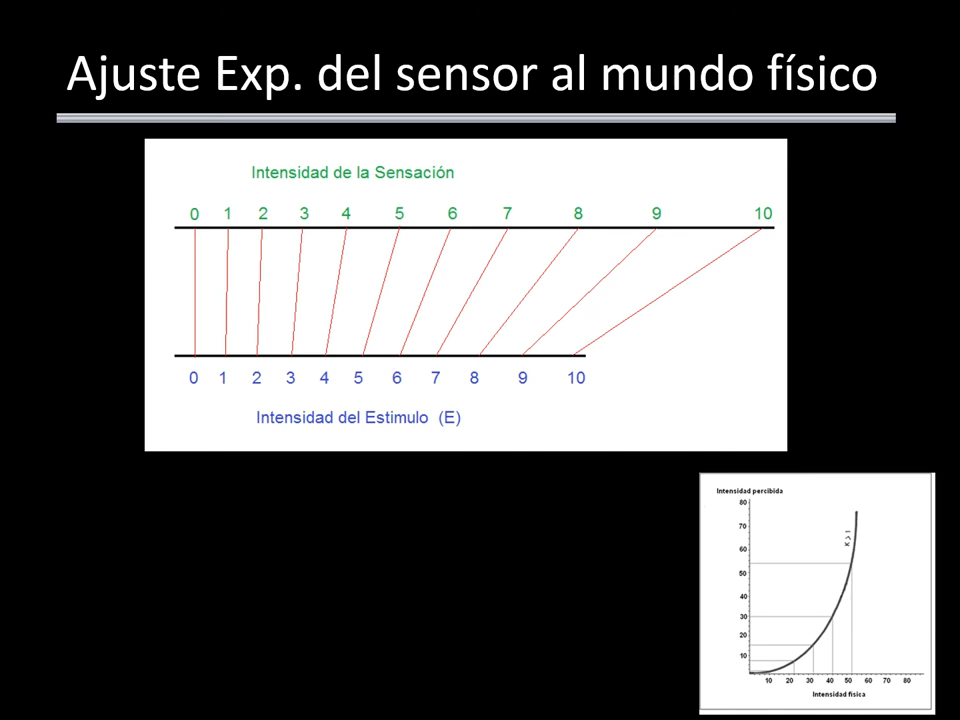 Ajuste Exp. del sensor al mundo físico
Intensidad de la Sensación
0 1 2 3 4 5 6 7 8 9 10
0 1 2 3 4 5 6 7 8 9 10
Intensidad del Estimulo (E)
Intensidad percibida
80
70
60
50
40
30
20
10
K > 1
10 20 30 40 50 60 70 80
Intensidad física